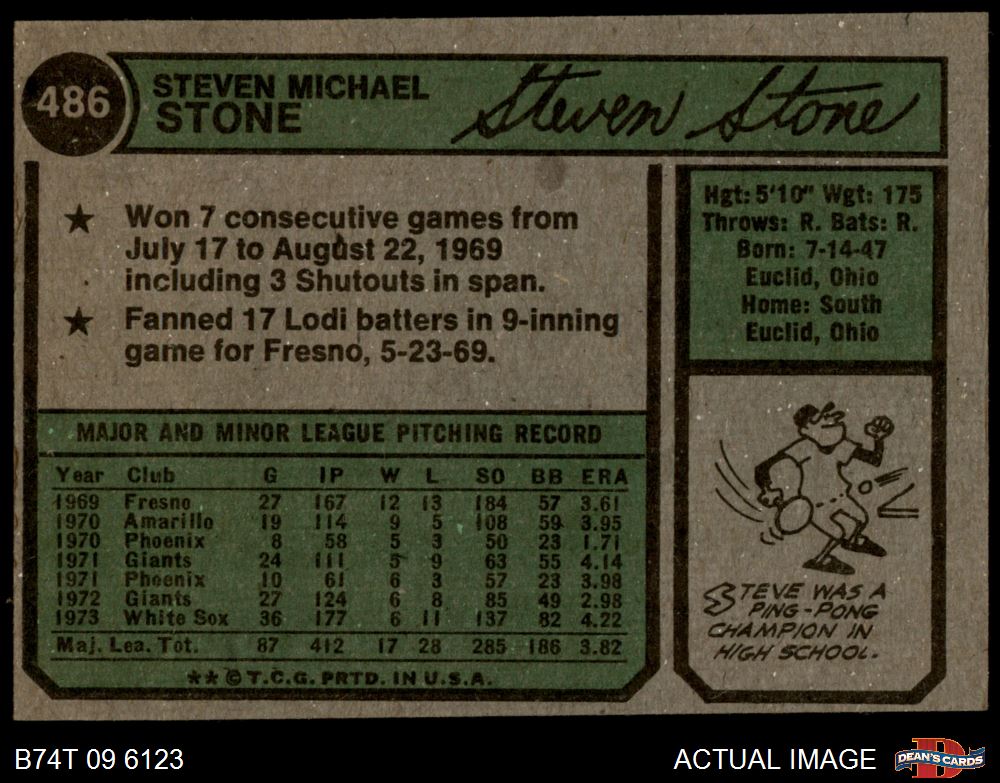 486
STEVEN MICHAEL
STONE
Steven Stone
★ Won 7 consecutive games from
July 17 to August 22, 1969
including 3 Shutouts in span.
★ Fanned 17 Lodi batters in 9-inning
game for Fresno, 5-23-69.
Hgt: 5'10" Wgt: 175
Throws: R. Bats: R.
Born: 7-14-47
Euclid, Ohio
Home: South
Euclid, Ohio
MAJOR AND MINOR LEAGUE PITCHING RECORD
Year Club G IP W L SO BB ERA
1969 Fresno 27 167 12 13 184 57 3.61
1970 Amarillo 19 114 9 5 108 59 3.95
1970 Phoenix 8 58 5 3 50 23 1.71
1971 Giants 24 111 5 9 63 55 4.14
1971 Phoenix 10 61 6 3 57 23 3.98
1972 Giants 27 124 6 8 85 49 2.98
1973 White Sox 36 177 6 11 137 82 4.22
Maj. Lea. Tot. 87 412 17 28 285 186 3.82
★★ © T.C.G. PRTD. IN U.S.A.
STEVE WAS A
PING-PONG
CHAMPION IN
HIGH SCHOOL.
B74T 09 6123
ACTUAL IMAGE
D
DEAN'S CARDS